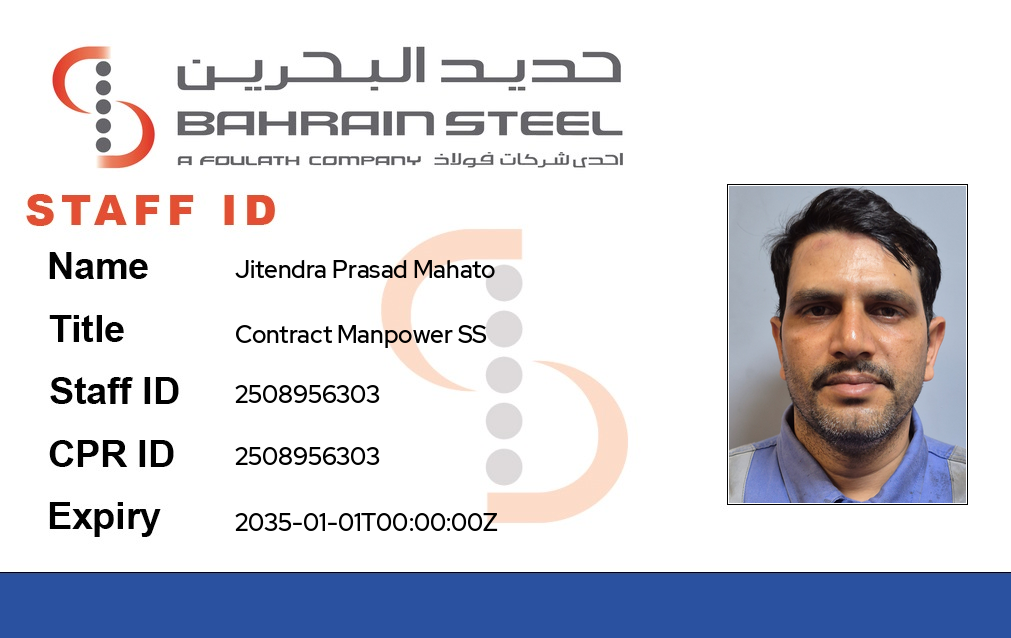 حديد البحرين
BAHRAIN STEEL
A FOULATH COMPANY احدى شركات فولاذ
STAFF ID
Name Jitendra Prasad Mahato
Title Contract Manpower SS
Staff ID 2508956303
CPR ID 2508956303
Expiry 2035-01-01T00:00:00Z